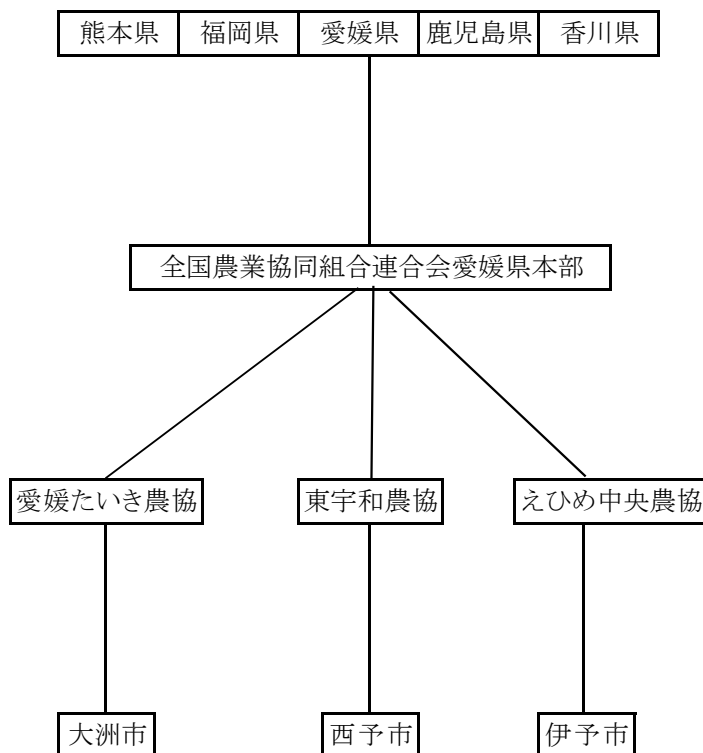 熊本県 福岡県 愛媛県 鹿児島県 香川県
全国農業協同組合連合会愛媛県本部
愛媛たいき農協 東宇和農協 えひめ中央農協
大洲市 西予市 伊予市